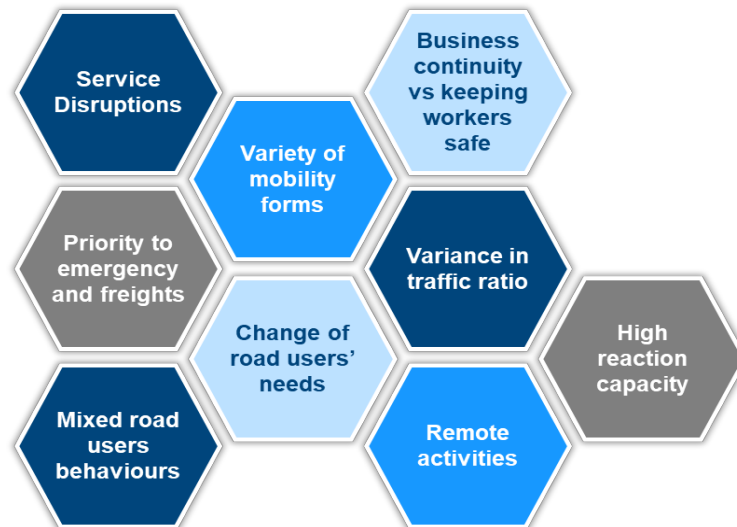 Service
Disruptions
Business
continuity
vs keeping
workers
safe
Variety of
mobility
forms
Priority to
emergency
and freights
Variance in
traffic ratio
Change of
road users’
needs
High
reaction
capacity
Mixed road
users
behaviours
Remote
activities